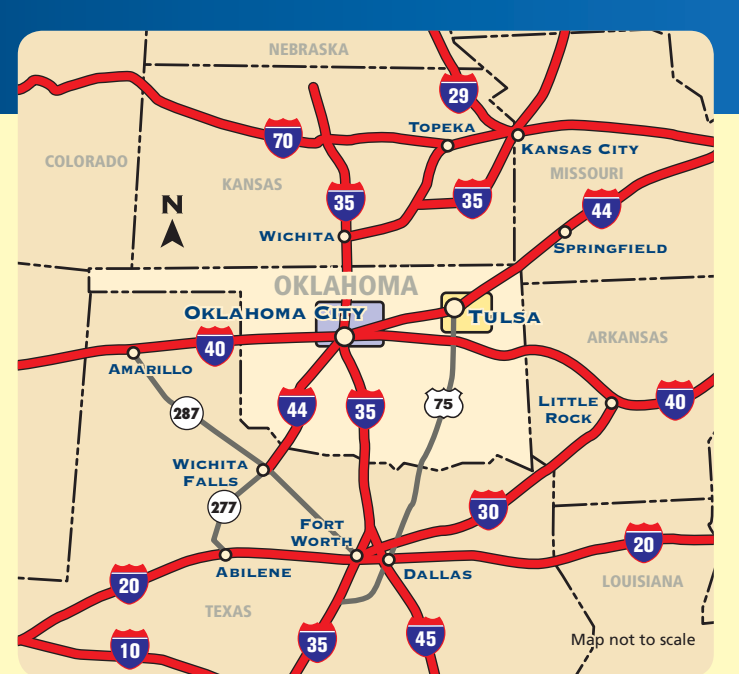 NEBRASKA
29
TOPEKA
70
KANSAS CITY
COLORADO
MISSOURI
KANSAS
35
35
44
N
WICHITA
SPRINGFIELD
OKLAHOMA
OKLAHOMA CITY
TULSA
ARKANSAS
40
AMARILLO
287
44
35
75
LITTLE
ROCK
40
WICHITA
FALLS
277
30
FORT
WORTH
20
ABILENE
DALLAS
20
LOUISIANA
TEXAS
35
45
Map not to scale
10